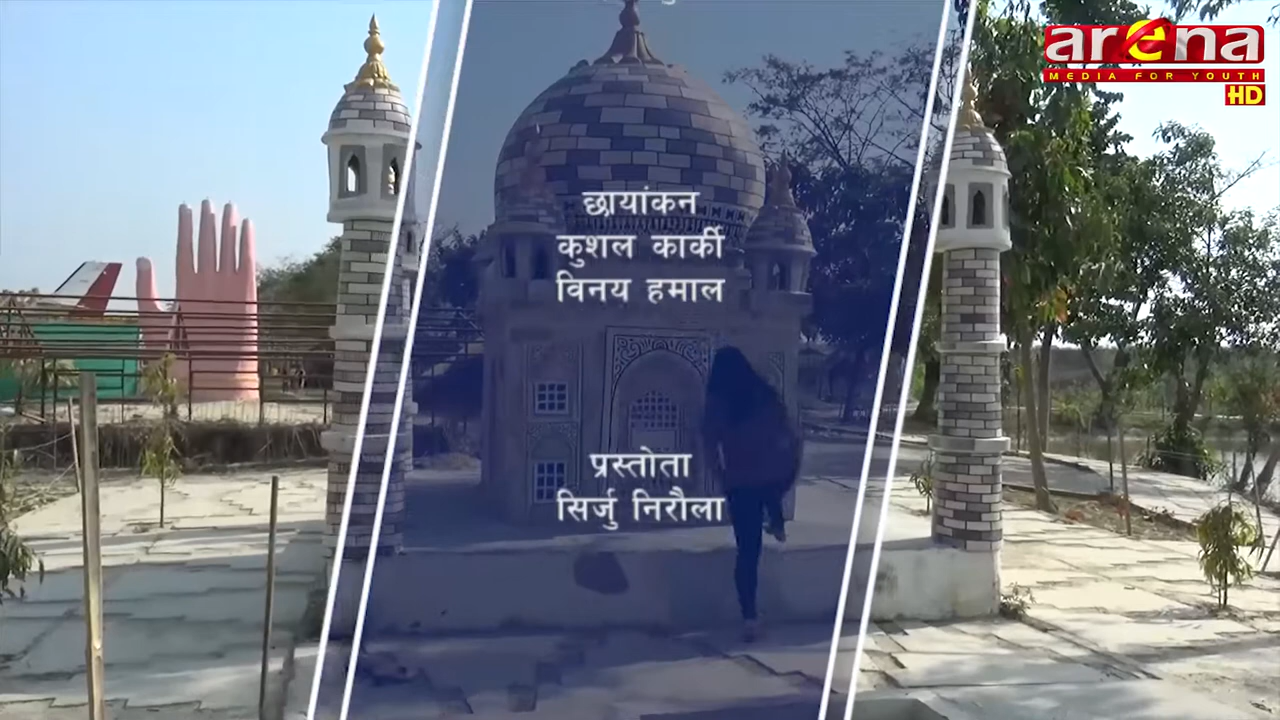 arena
MEDIA FOR YOUTH
HD
छायांकन
कुशल कार्की
विनय हमाल
प्रस्तोता
सिर्जु निरौला